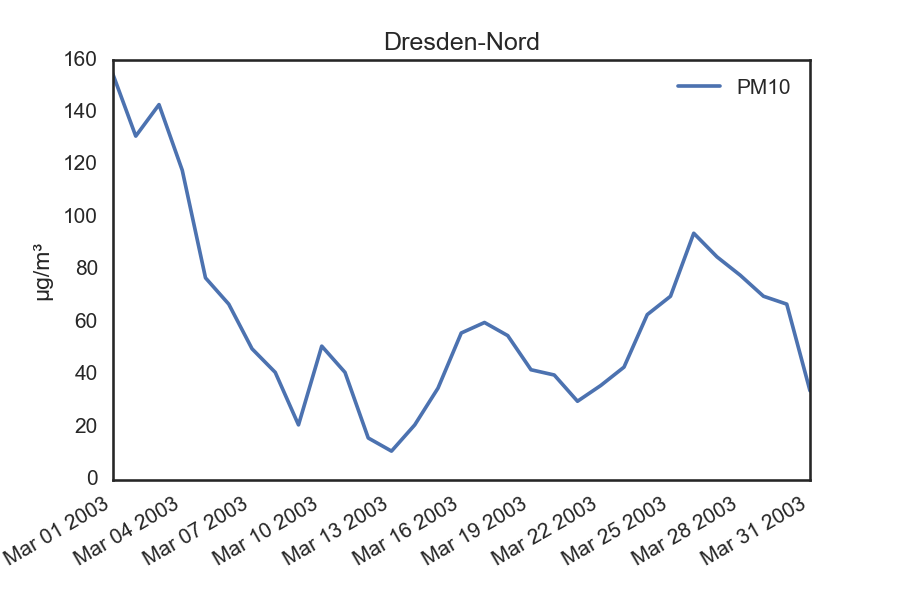 Dresden-Nord
160
140
120
100
80
60
40
20
0
µg/m³
PM10
Mar 01 2003
Mar 04 2003
Mar 07 2003
Mar 10 2003
Mar 13 2003
Mar 16 2003
Mar 19 2003
Mar 22 2003
Mar 25 2003
Mar 28 2003
Mar 31 2003